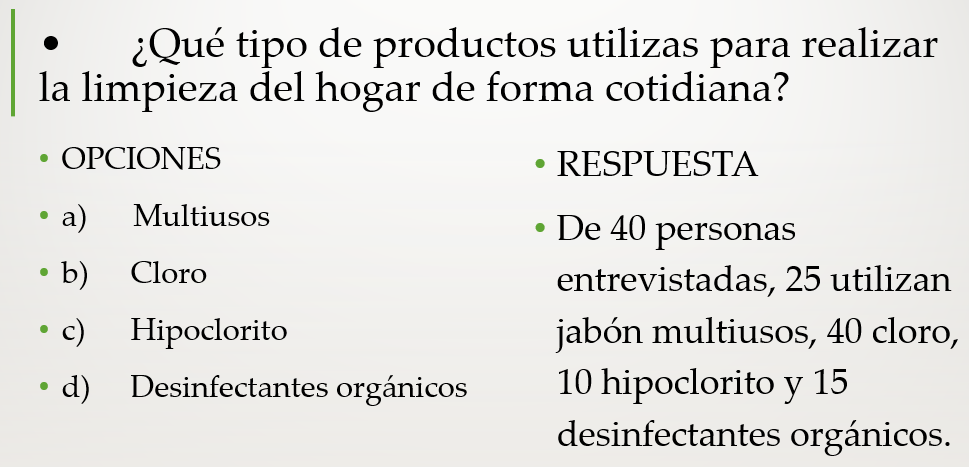 • ¿Qué tipo de productos utilizas para realizar
la limpieza del hogar de forma cotidiana?
• OPCIONES
• a) Multiusos
• b) Cloro
• c) Hipoclorito
• d) Desinfectantes orgánicos
• RESPUESTA
• De 40 personas
entrevistadas, 25 utilizan
jabón multiusos, 40 cloro,
10 hipoclorito y 15
desinfectantes orgánicos.